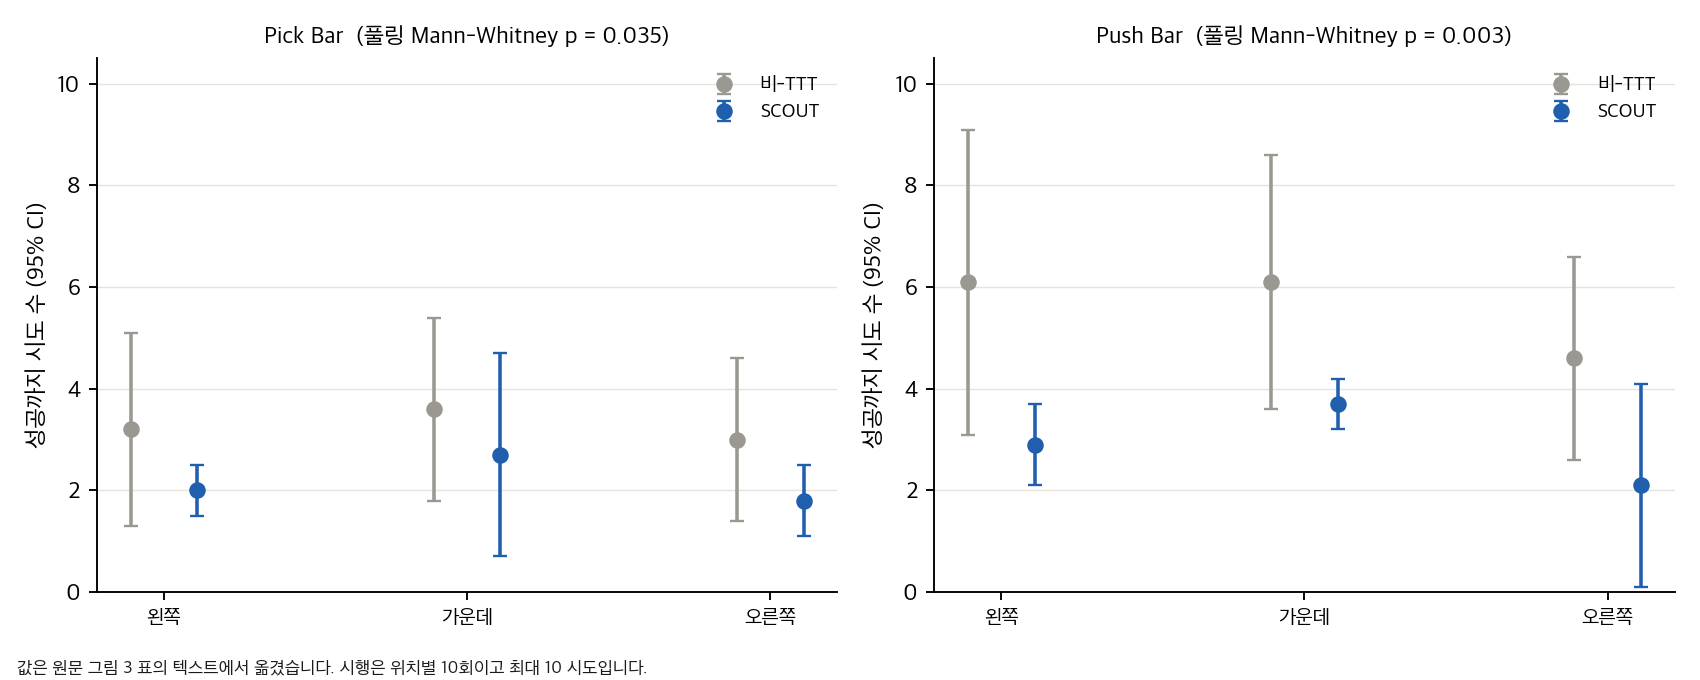 Pick Bar (풀링 Mann-Whitney p = 0.035)
성공까지 시도 수 (95% CI)
10
8
6
4
2
0
비-TTT
SCOUT
왼쪽
가운데
오른쪽
Push Bar (풀링 Mann-Whitney p = 0.003)
성공까지 시도 수 (95% CI)
10
8
6
4
2
0
비-TTT
SCOUT
왼쪽
가운데
오른쪽
값은 원문 그림 3 표의 텍스트에서 옮겼습니다. 시행은 위치별 10회이고 최대 10 시도입니다.